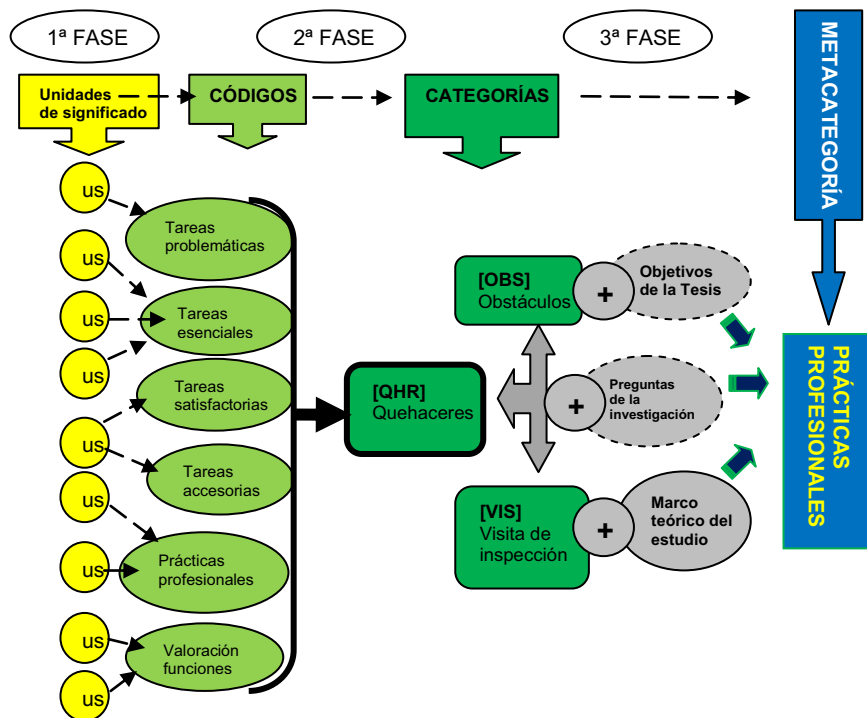 1ª FASE
2ª FASE
3ª FASE
METACATEGORÍA
Unidades
de significado
CÓDIGOS
CATEGORÍAS
us
us
us
us
us
us
us
us
us
Tareas
problemáticas
Tareas
esenciales
Tareas
satisfactorias
Tareas
accesorias
Prácticas
profesionales
Valoración
funciones
[QHR]
Quehaceres
[OBS]
Obstáculos
+
Objetivos
de la Tesis
+
Preguntas
de la
investigación
[VIS]
Visita de
inspección
+
Marco
teórico del
estudio
PRÁCTICAS
PROFESIONALES